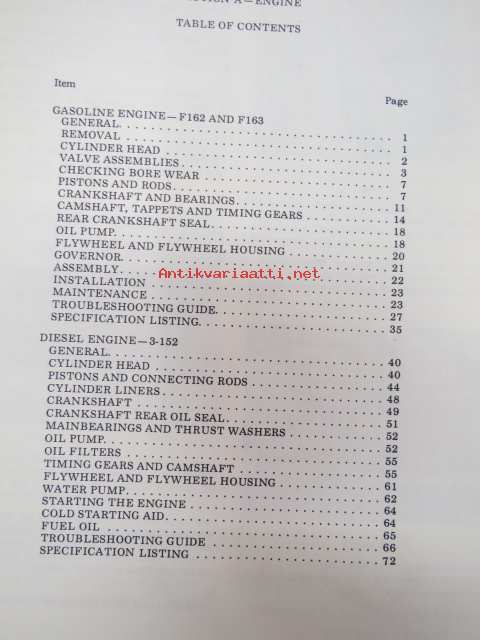 A—ENGINE
TABLE OF CONTENTS
Item Page
GASOLINE ENGINE—F162 AND F163
GENERAL. 1
REMOVAL 1
CYLINDER HEAD 2
VALVE ASSEMBLIES 3
CHECKING BORE WEAR 7
PISTONS AND RODS. 7
CRANKSHAFT AND BEARINGS. 11
CAMSHAFT, TAPPETS AND TIMING GEARS 14
REAR CRANKSHAFT SEAL. 18
OIL PUMP. 18
FLYWHEEL AND FLYWHEEL HOUSING 20
GOVERNOR. 21
ASSEMBLY. 22
INSTALLATION 23
MAINTENANCE 23
TROUBLESHOOTING GUIDE. 27
SPECIFICATION LISTING. 35
Antikvariaatti.net
DIESEL ENGINE—3-152
GENERAL. 40
CYLINDER HEAD 40
PISTONS AND CONNECTING RODS 44
CYLINDER LINERS 48
CRANKSHAFT 49
CRANKSHAFT REAR OIL SEAL. 51
MAINBEARINGS AND THRUST WASHERS 52
OIL PUMP. 52
OIL FILTERS 55
TIMING GEARS AND CAMSHAFT 55
FLYWHEEL AND FLYWHEEL HOUSING 61
WATER PUMP. 62
STARTING THE ENGINE 64
COLD STARTING AID. 64
FUEL OIL 65
TROUBLESHOOTING GUIDE 66
SPECIFICATION LISTING 72